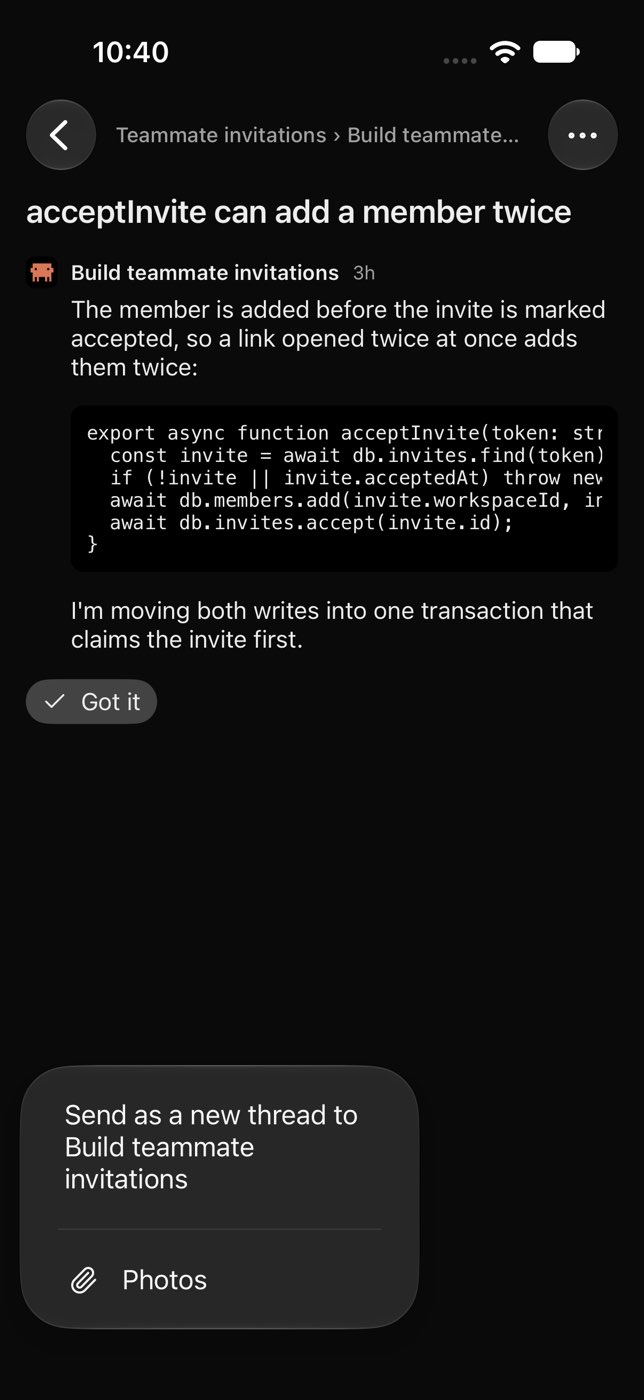 10:40
Teammate invitations › Build teammate...
acceptInvite can add a member twice
Build teammate invitations 3h
The member is added before the invite is marked
accepted, so a link opened twice at once adds
them twice:
export async function acceptInvite(token: str
  const invite = await db.invites.find(token)
  if (!invite || invite.acceptedAt) throw new
  await db.members.add(invite.workspaceId, in
  await db.invites.accept(invite.id);
}
I'm moving both writes into one transaction that
claims the invite first.
Got it
Send as a new thread to
Build teammate
invitations
Photos